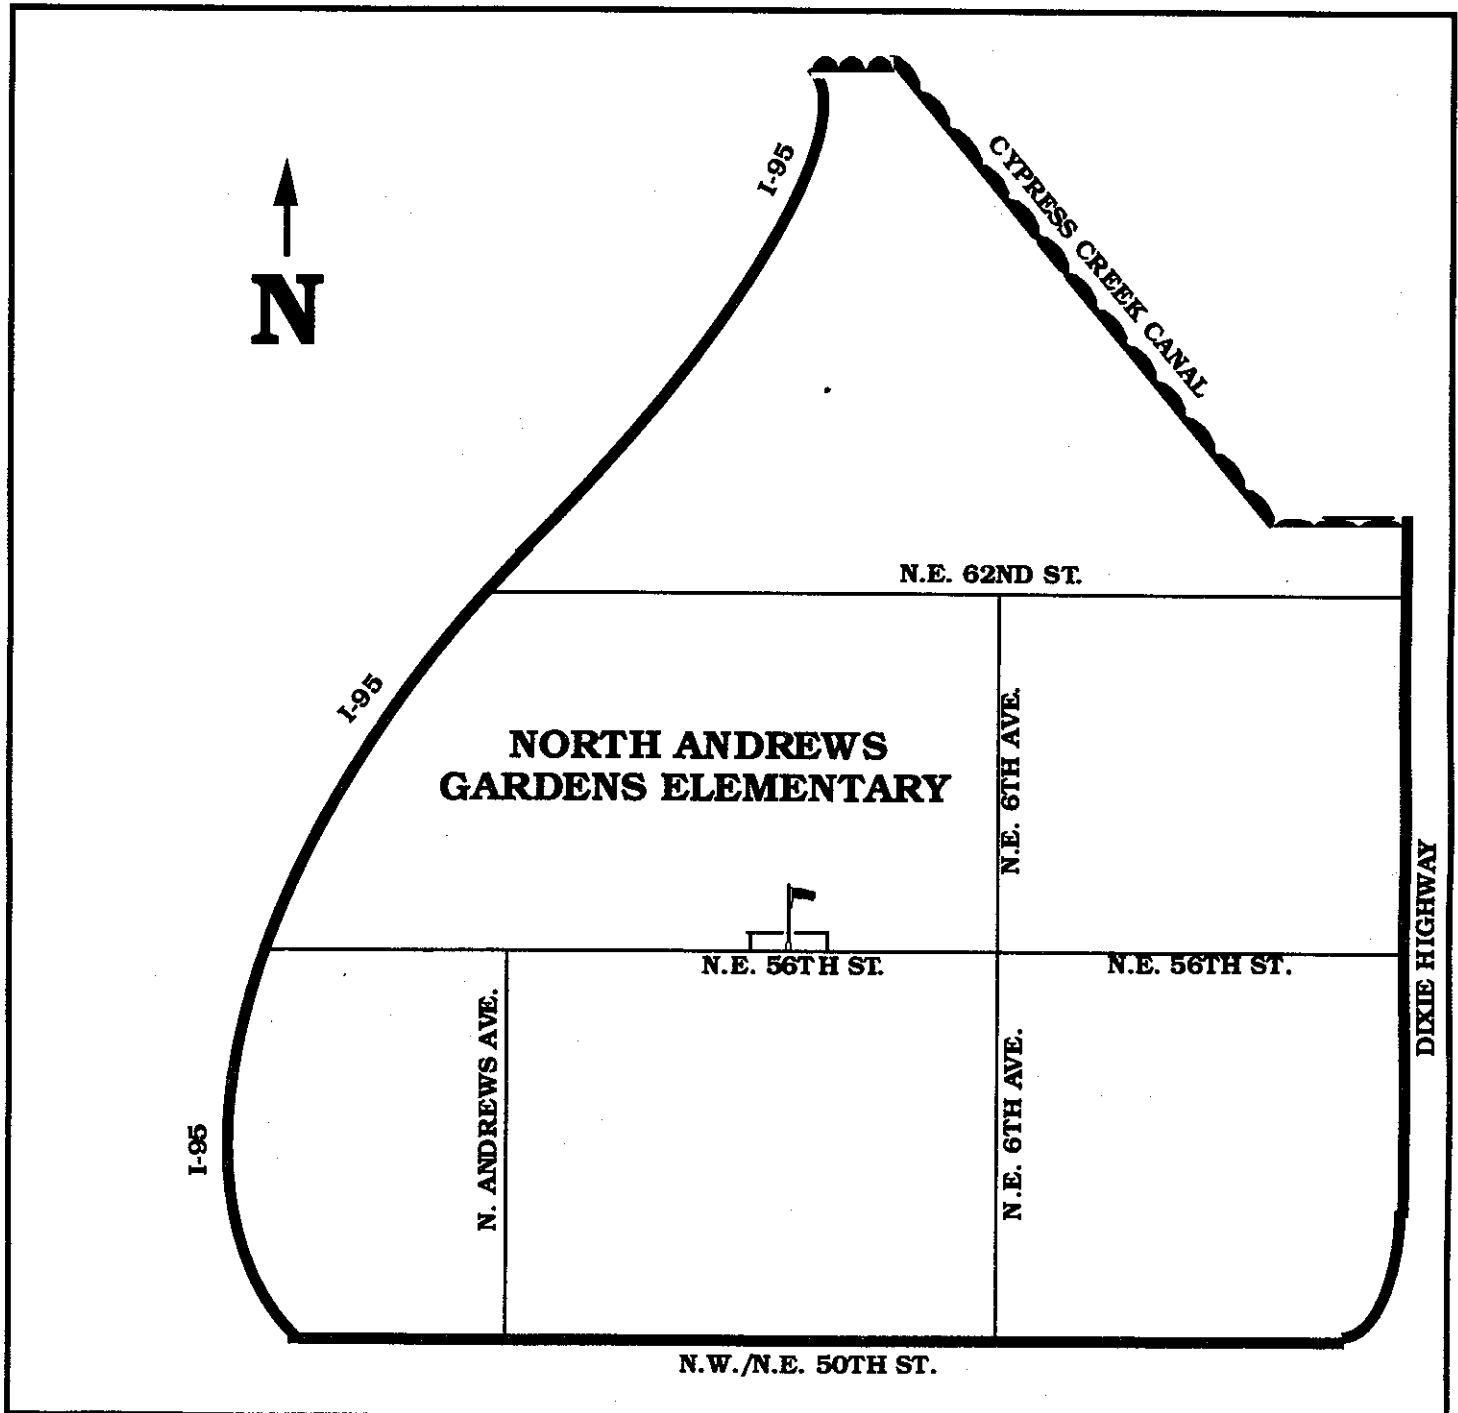 I-95
CYPRESS CREEK CANAL
N
N.E. 62ND ST.
I-95
N.E. 6TH AVE.
NORTH ANDREWS
GARDENS ELEMENTARY
DIXIE HIGHWAY
N.E. 56TH ST.
N.E. 56TH ST.
N. ANDREWS AVE.
N.E. 6TH AVE.
I-95
N.W./N.E. 50TH ST.